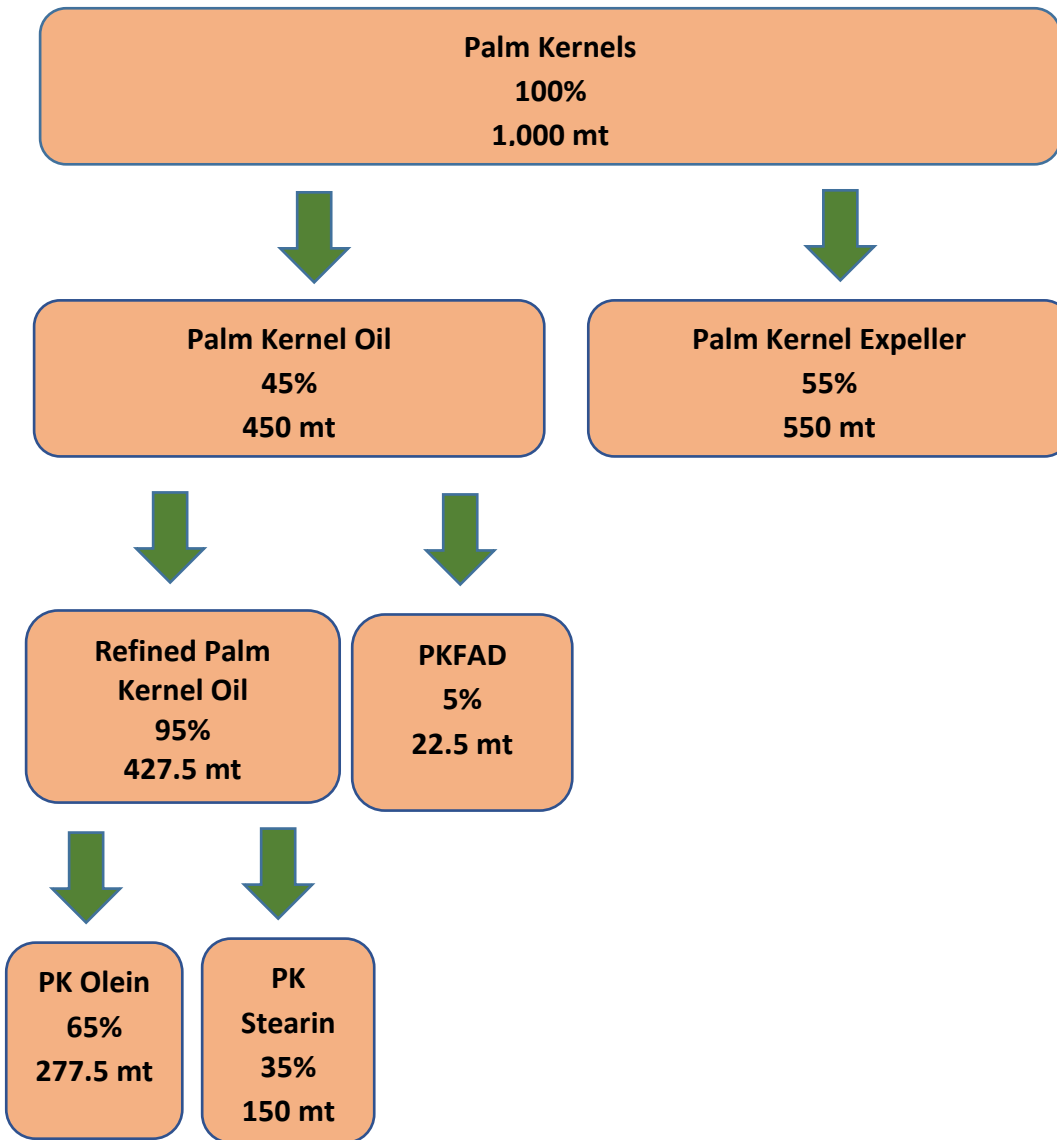 Palm Kernels
100%
1,000 mt
Palm Kernel Oil
45%
450 mt
Palm Kernel Expeller
55%
550 mt
Refined Palm
Kernel Oil
95%
427.5 mt
PKFAD
5%
22.5 mt
PK Olein
65%
277.5 mt
PK
Stearin
35%
150 mt